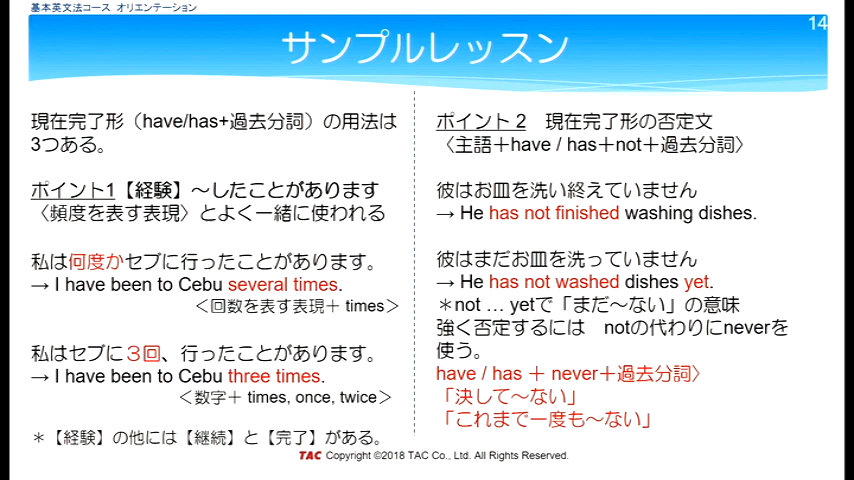 基本英文法コース オリエンテーション
14
サンプルレッスン
現在完了形（have/has+過去分詞）の用法は
3つある。
ポイント1【経験】～したことがあります
〈頻度を表す表現〉とよく一緒に使われる
私は何度かセブに行ったことがあります。
→ I have been to Cebu several times.
＜回数を表す表現＋ times＞
私はセブに３回、行ったことがあります。
→ I have been to Cebu three times.
＜数字＋ times, once, twice＞
＊【経験】の他には【継続】と【完了】がある。
ポイント 2　現在完了形の否定文
〈主語＋have / has＋not＋過去分詞〉
彼はお皿を洗い終えていません
→ He has not finished washing dishes.
彼はまだお皿を洗っていません
→ He has not washed dishes yet.
＊not … yetで「まだ～ない」の意味
強く否定するには　notの代わりにneverを
使う。
have / has ＋ never＋過去分詞〉
「決して～ない」
「これまで一度も～ない」
TAC Copyright ©2018 TAC Co., Ltd. All Rights Reserved.